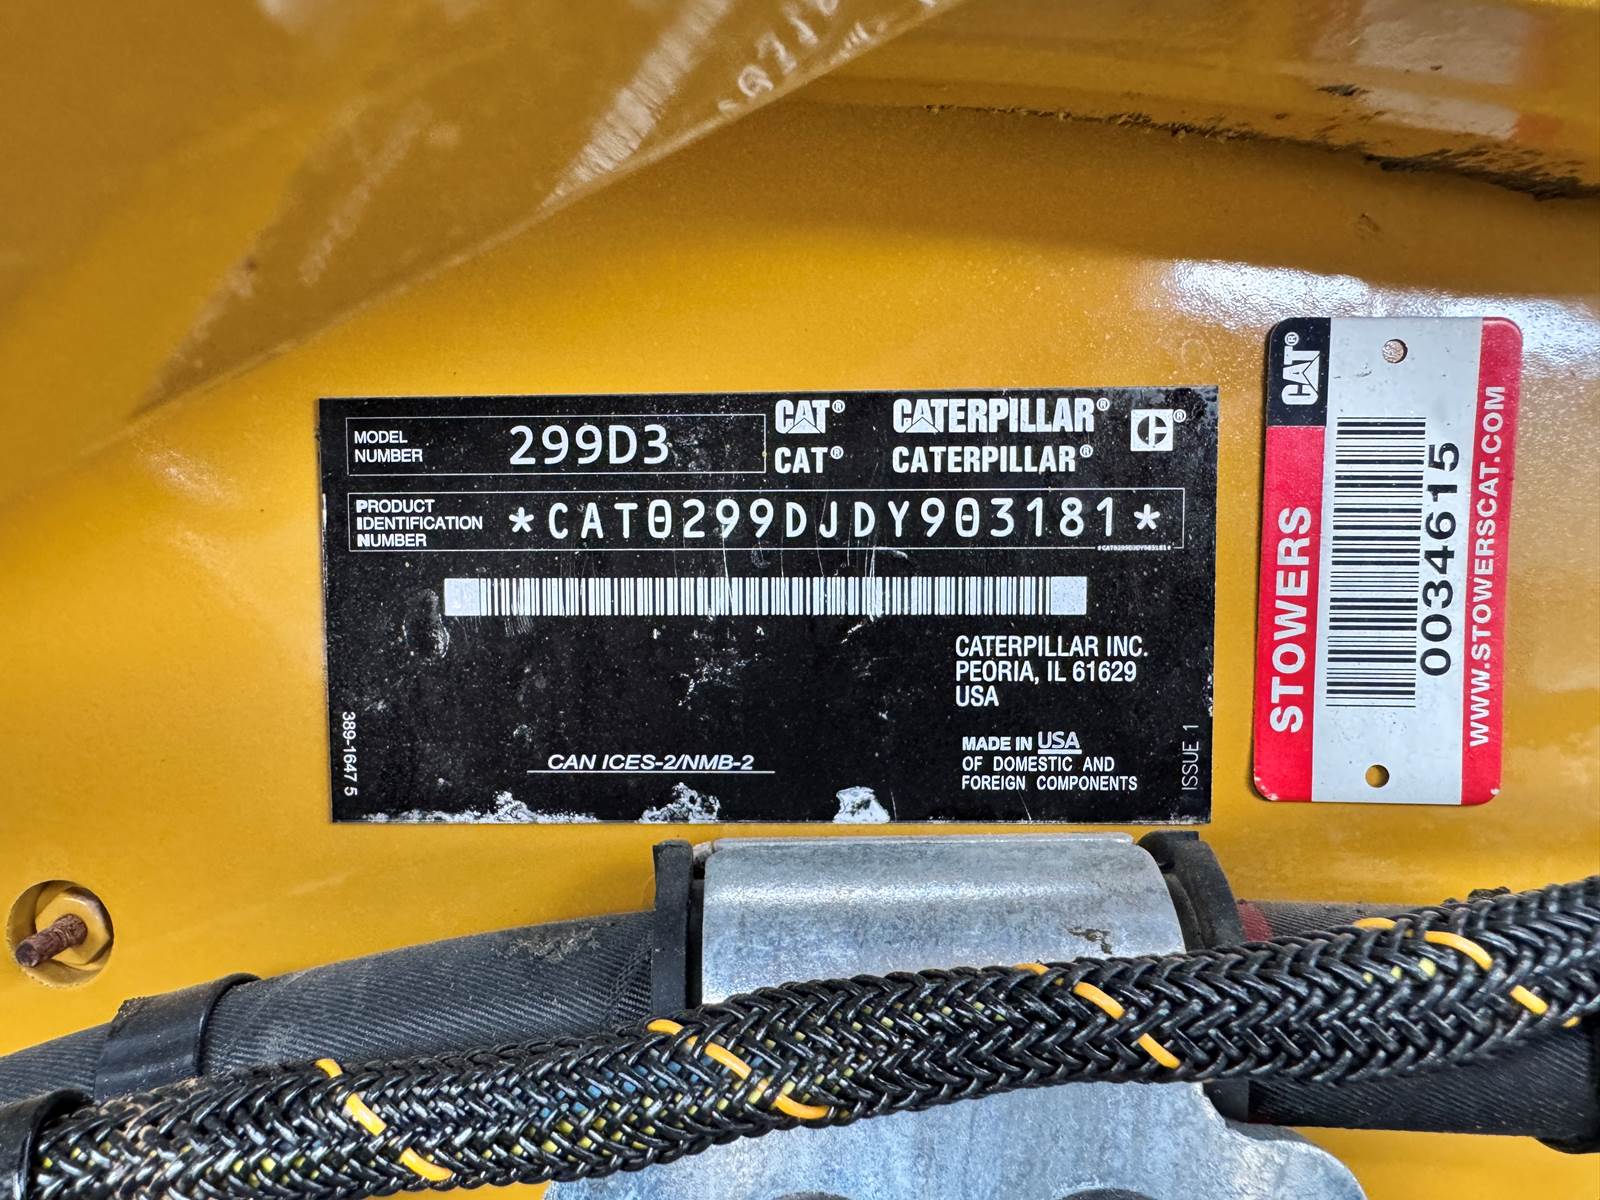 MODEL
NUMBER
299D3
CAT®
CATERPILLAR®
®
CAT®
CATERPILLAR®
PRODUCT
IDENTIFICATION
NUMBER
*CAT0299DJDY903181*
*CAT0299DJDY903181*
CATERPILLAR INC.
PEORIA, IL 61629
USA
MADE IN USA
OF DOMESTIC AND
FOREIGN COMPONENTS
CAN ICES-2/NMB-2
389-1647 5
ISSUE 1
CAT®
STOWERS
0034615
WWW.STOWERSCAT.COM